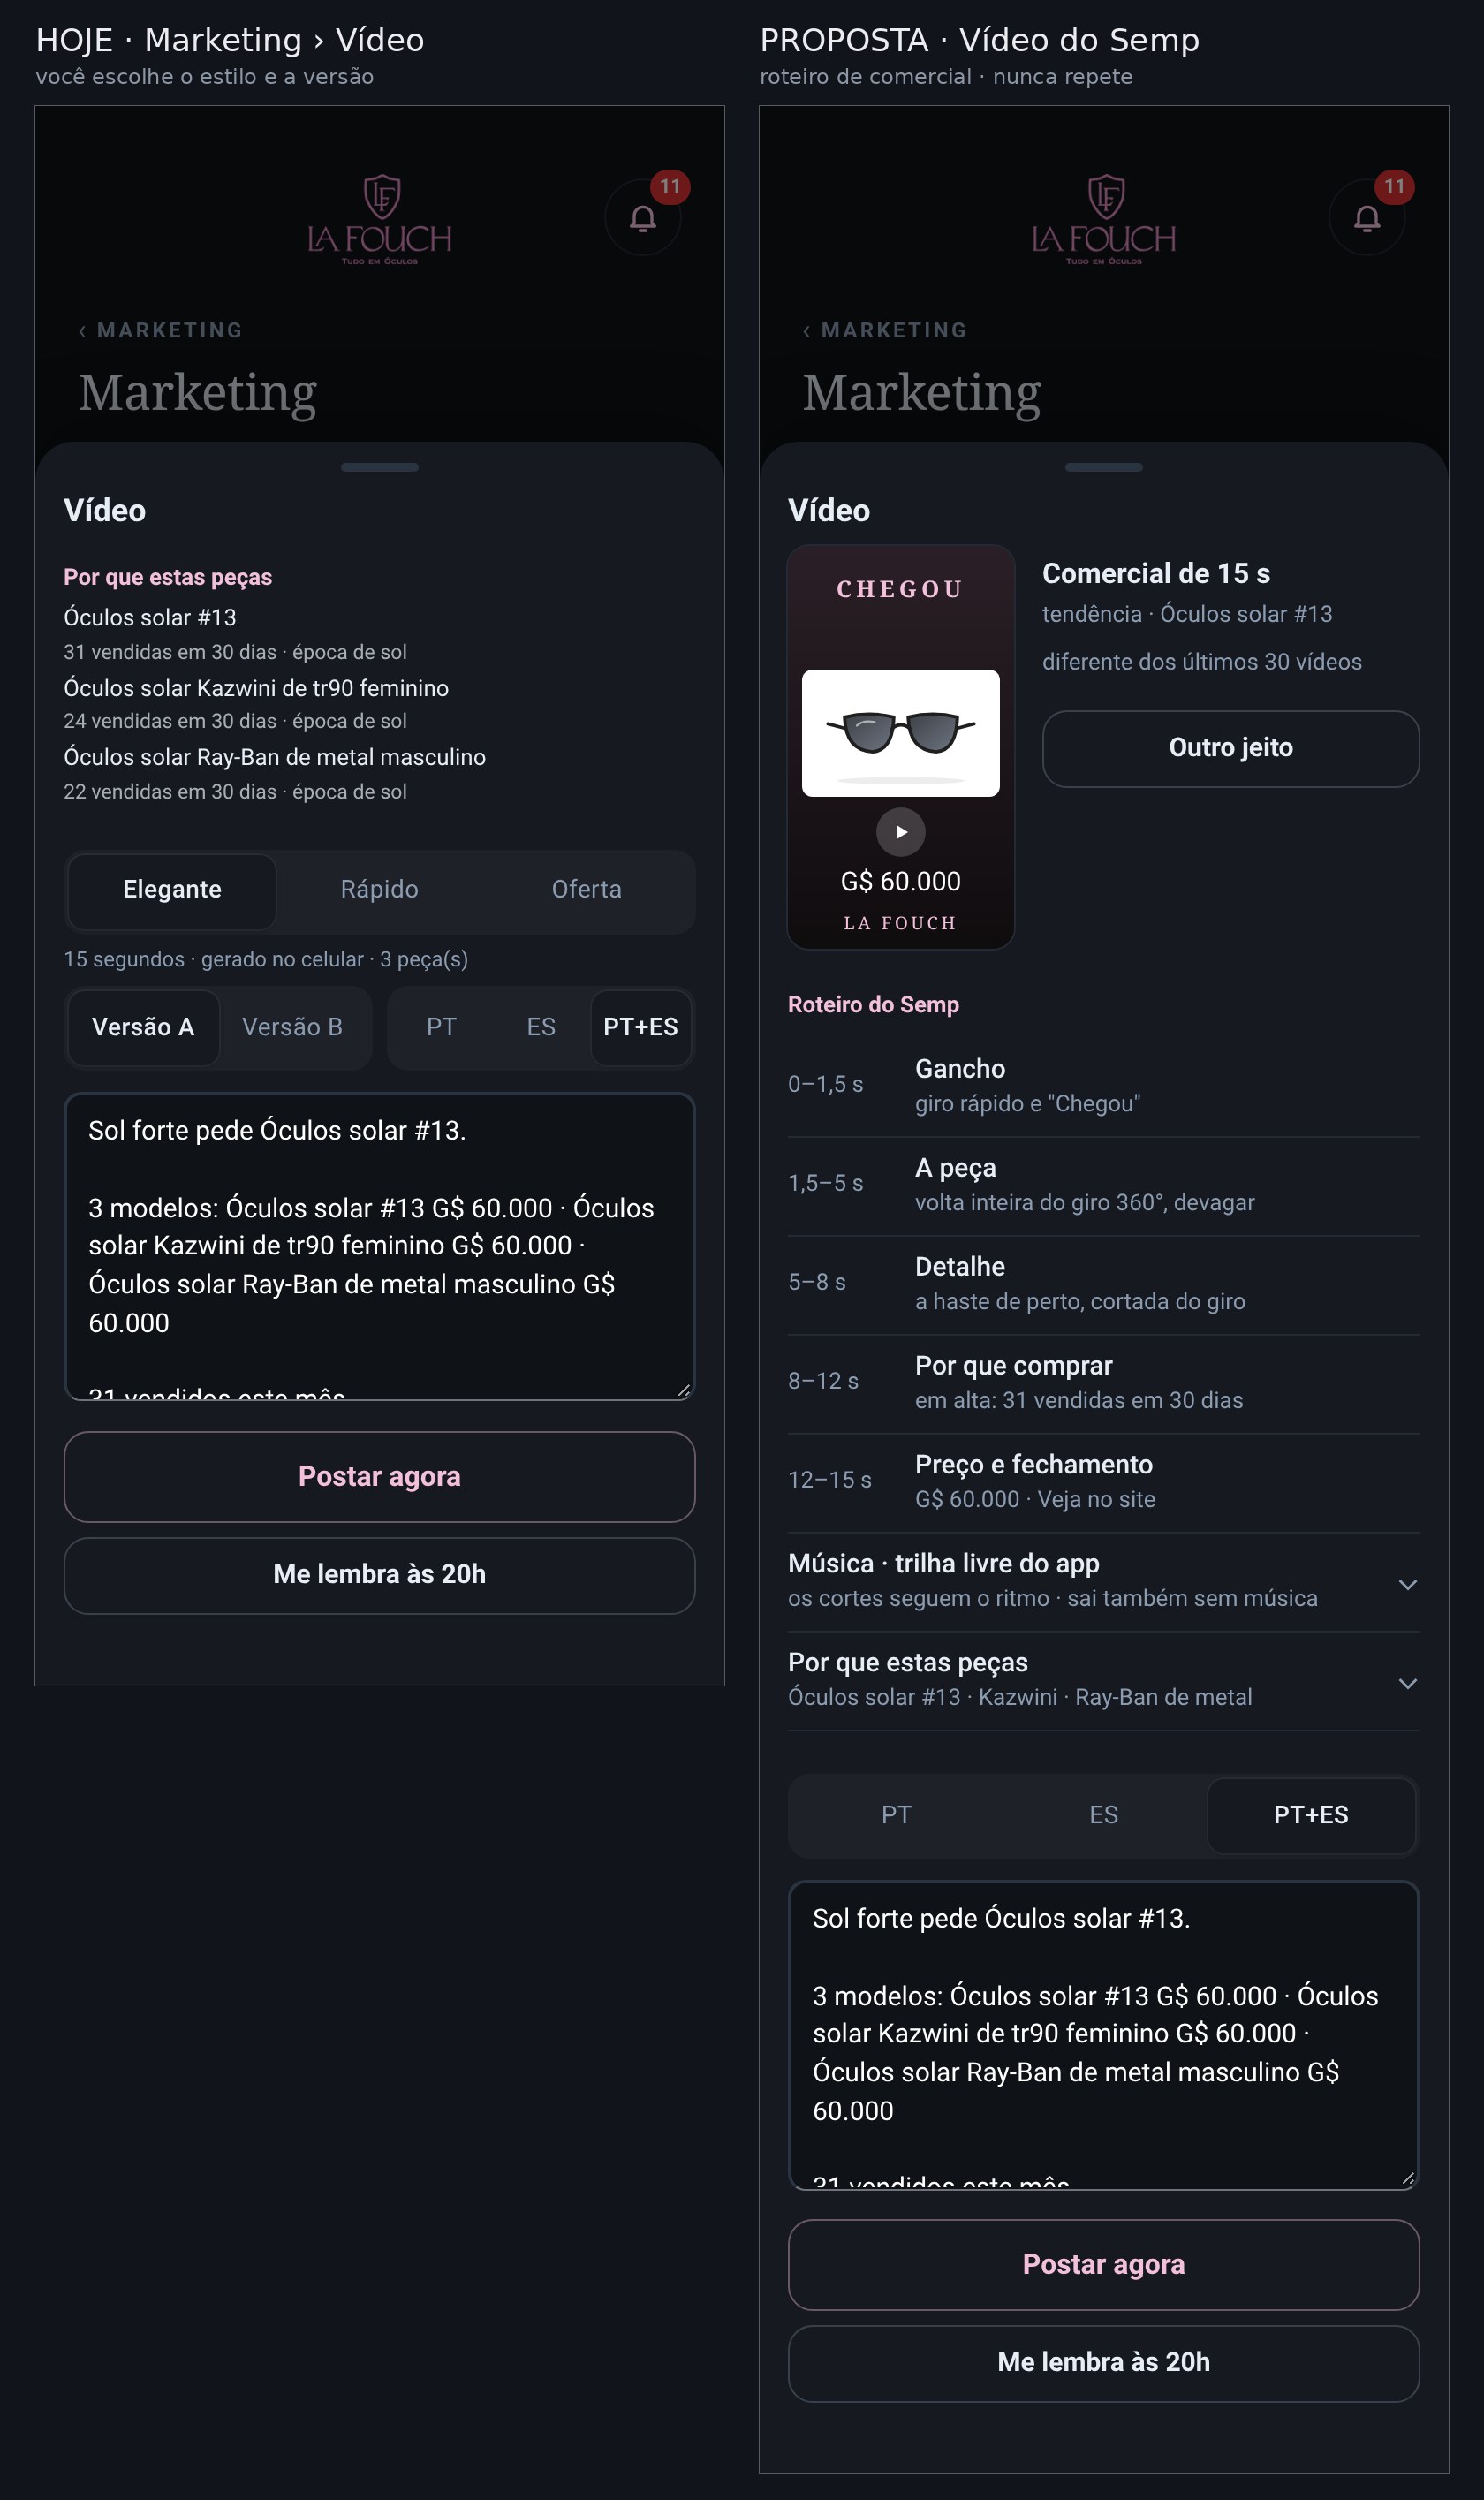 HOJE · Marketing › Vídeo
você escolhe o estilo e a versão
LF
LA FOUCH
TUDO EM ÓCULOS
11
‹ MARKETING
Marketing
Vídeo
Por que estas peças
Óculos solar #13
31 vendidas em 30 dias · época de sol
Óculos solar Kazwini de tr90 feminino
24 vendidas em 30 dias · época de sol
Óculos solar Ray-Ban de metal masculino
22 vendidas em 30 dias · época de sol
Elegante Rápido Oferta
15 segundos · gerado no celular · 3 peça(s)
Versão A Versão B PT ES PT+ES
Sol forte pede Óculos solar #13.
3 modelos: Óculos solar #13 G$ 60.000 · Óculos
solar Kazwini de tr90 feminino G$ 60.000 ·
Óculos solar Ray-Ban de metal masculino G$
60.000
31 vendidos este mês
Postar agora
Me lembra às 20h
PROPOSTA · Vídeo do Semp
roteiro de comercial · nunca repete
LF
LA FOUCH
TUDO EM ÓCULOS
11
‹ MARKETING
Marketing
Vídeo
CHEGOU
G$ 60.000
LA FOUCH
Comercial de 15 s
tendência · Óculos solar #13
diferente dos últimos 30 vídeos
Outro jeito
Roteiro do Semp
0–1,5 s
Gancho
giro rápido e "Chegou"
1,5–5 s
A peça
volta inteira do giro 360°, devagar
5–8 s
Detalhe
a haste de perto, cortada do giro
8–12 s
Por que comprar
em alta: 31 vendidas em 30 dias
12–15 s
Preço e fechamento
G$ 60.000 · Veja no site
Música · trilha livre do app
os cortes seguem o ritmo · sai também sem música
Por que estas peças
Óculos solar #13 · Kazwini · Ray-Ban de metal
PT ES PT+ES
Sol forte pede Óculos solar #13.
3 modelos: Óculos solar #13 G$ 60.000 · Óculos
solar Kazwini de tr90 feminino G$ 60.000 ·
Óculos solar Ray-Ban de metal masculino G$
60.000
31 vendidos este mês
Postar agora
Me lembra às 20h